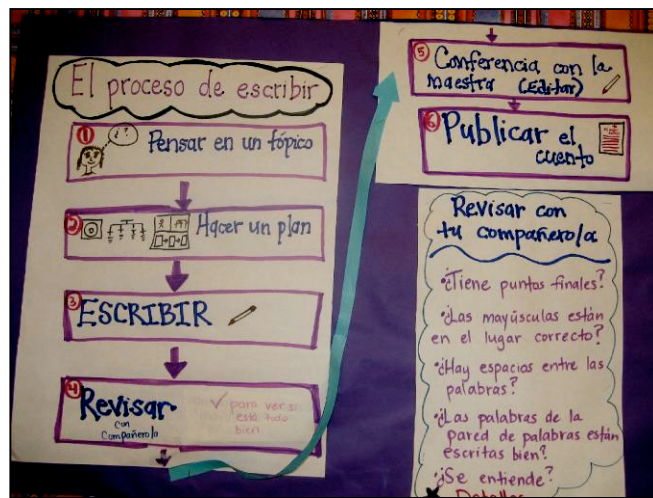 El proceso de escribir
1
¿?
Pensar en un tópico
2
Hacer un plan
3
ESCRIBIR
4
Revisar
con
Compañero/a
para ver si
está todo
bien
5
Conferencia con la
maestra (Editar)
6
Publicar el
cuento
Revisar con
tu compañero/a
¿Tiene puntos finales?
¿Las mayúsculas están
en el lugar correcto?
¿Hay espacios entre las
palabras?
¿Las palabras de la
pared de palabras están
escritas bien?
¿Se entiende?
Detalles